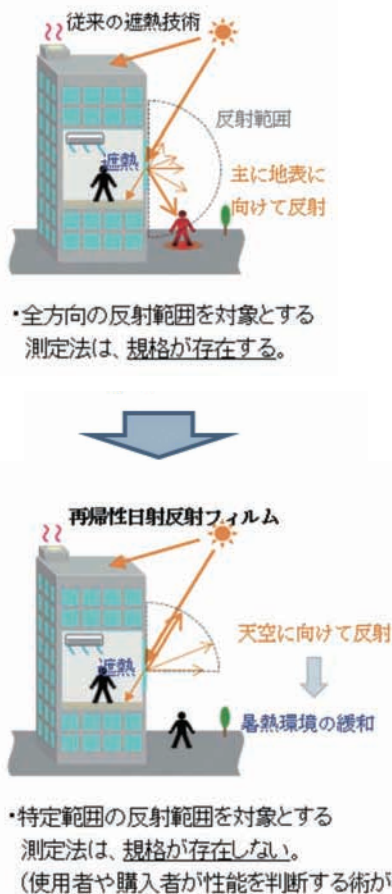 従来の遮熱技術
反射範囲
遮熱
主に地表に
向けて反射
・全方向の反射範囲を対象とする
測定法は、規格が存在する。
再帰性日射反射フィルム
天空に向けて反射
遮熱
暑熱環境の緩和
・特定範囲の反射範囲を対象とする
測定法は、規格が存在しない。
(使用者や購入者が性能を判断する術が